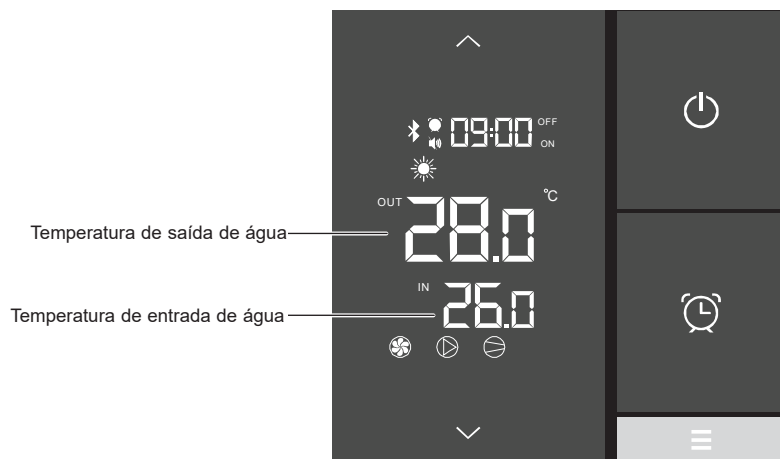 09:00 OFF
ON
OUT 28.0 °C
Temperatura de saída de água
IN 26.0
Temperatura de entrada de água